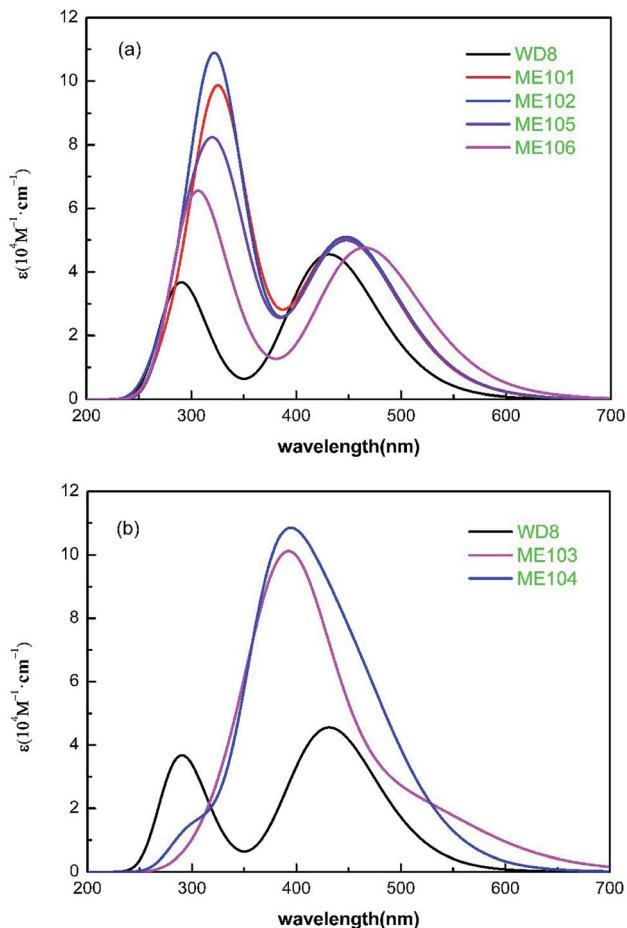 (a)
WD8
ME101
ME102
ME105
ME106
12
10
8
6
4
2
0
ε(10⁴M⁻¹·cm⁻¹)
200 300 400 500 600 700
wavelength(nm)
(b)
WD8
ME103
ME104
12
10
8
6
4
2
0
ε(10⁴M⁻¹·cm⁻¹)
200 300 400 500 600 700
wavelength(nm)